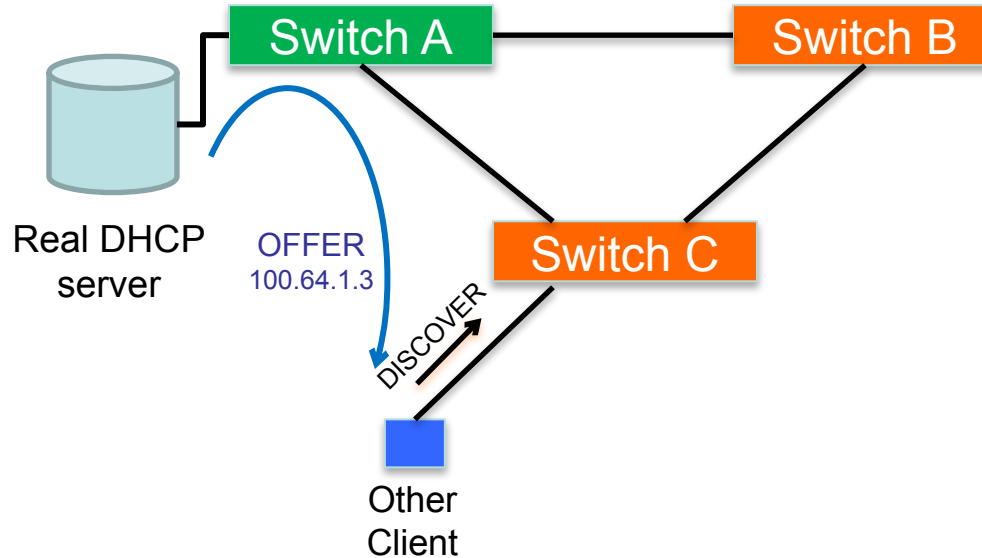 Switch A
Switch B
Real DHCP
server
OFFER
100.64.1.3
Switch C
DISCOVER
Other
Client